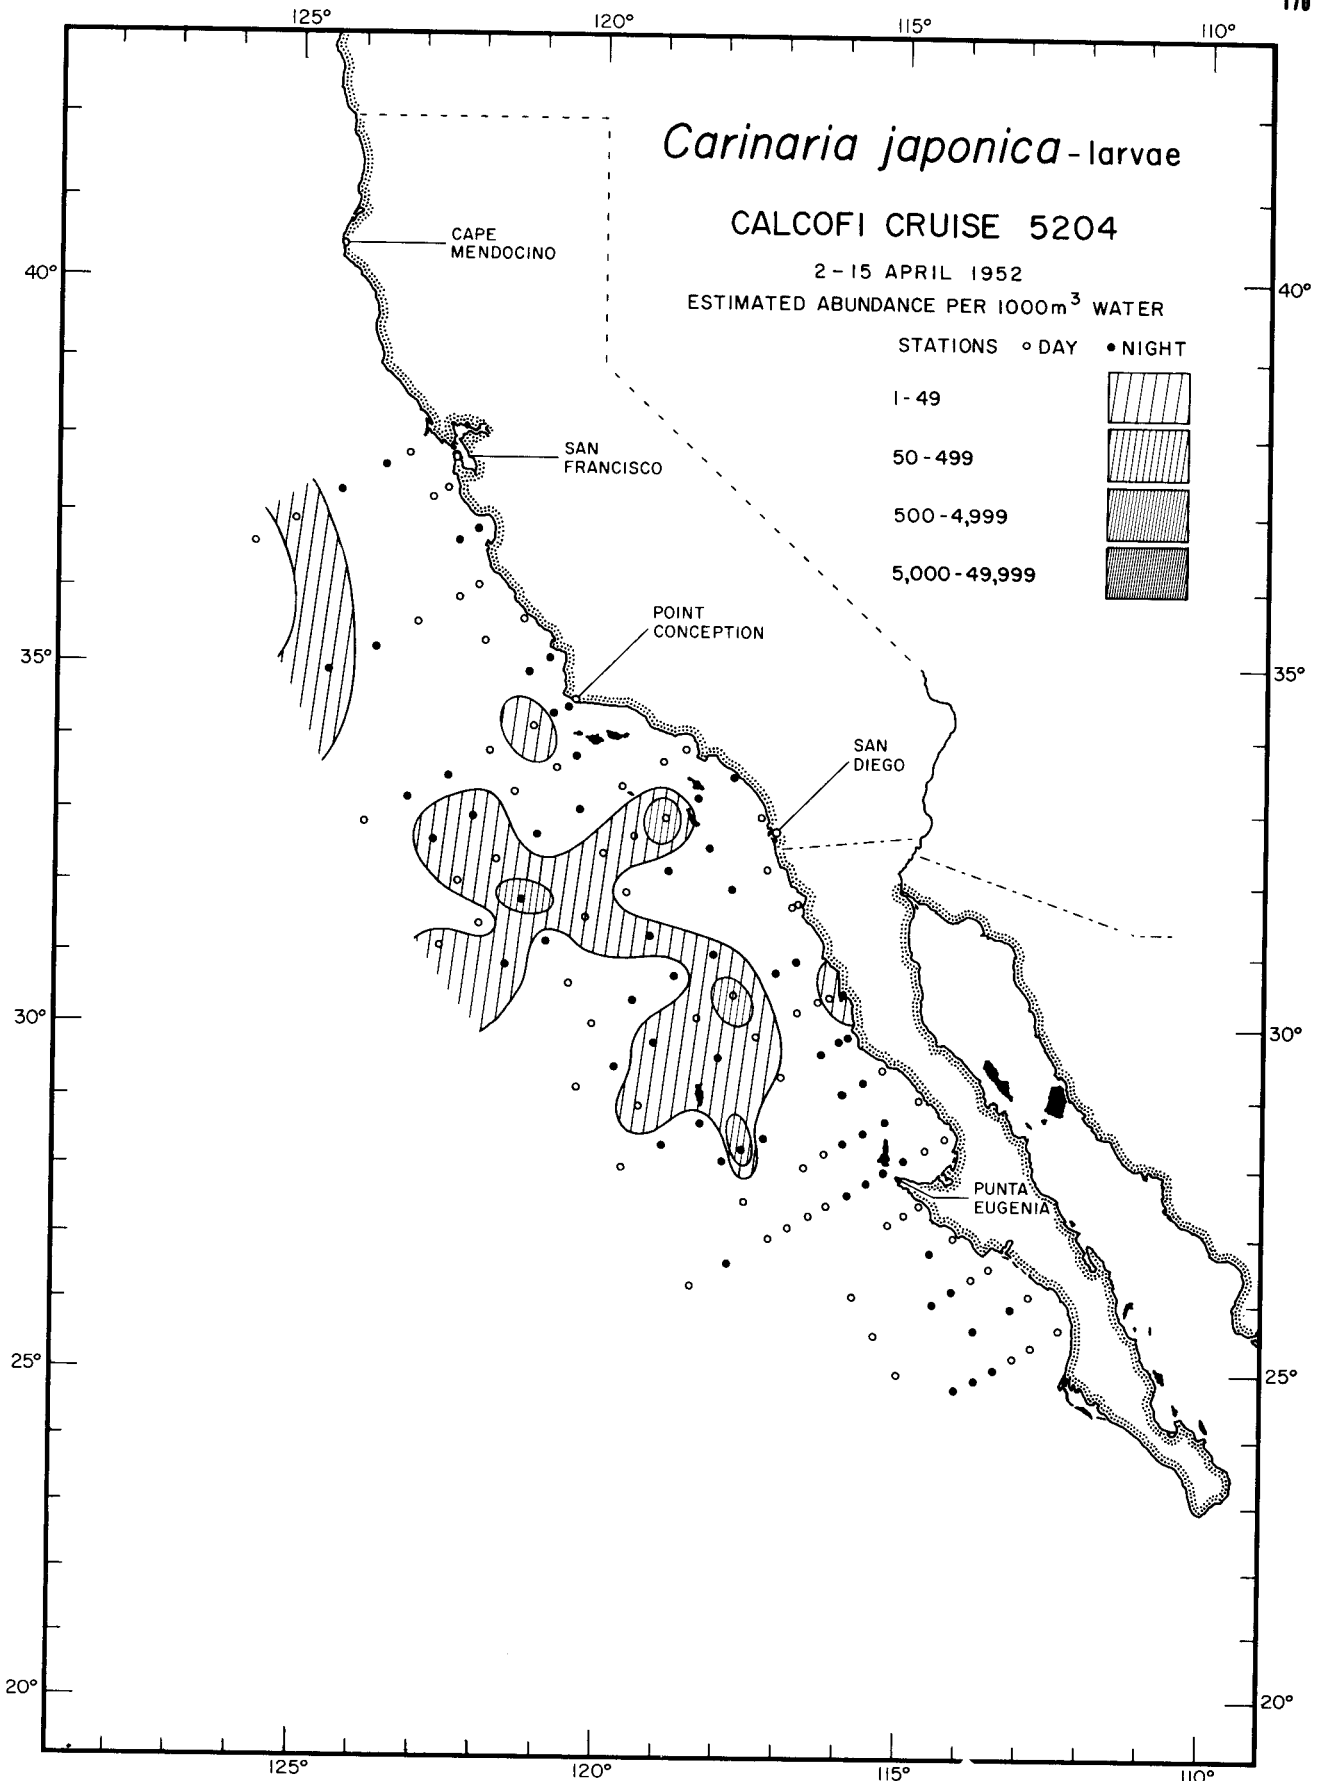 170
125° 120° 115° 110°
Carinaria japonica - larvae
CALCOFI CRUISE 5204
2-15 APRIL 1952
ESTIMATED ABUNDANCE PER 1000m³ WATER
STATIONS ○ DAY ● NIGHT
1-49
50-499
500-4,999
5,000-49,999
CAPE
MENDOCINO
40° 40°
SAN
FRANCISCO
POINT
CONCEPTION
35° 35°
SAN
DIEGO
30° 30°
PUNTA
EUGENIA
25° 25°
20° 20°
125° 120° 115° 110°